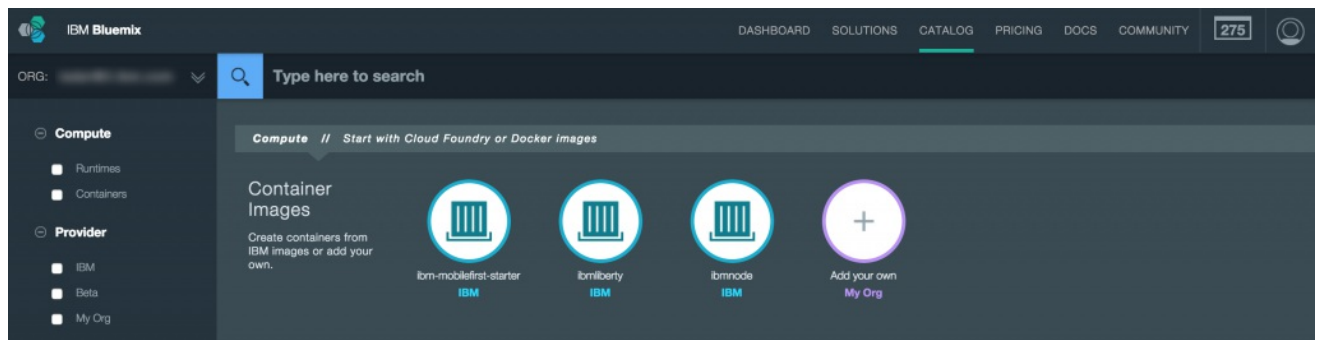 IBM Bluemix
DASHBOARD SOLUTIONS CATALOG PRICING DOCS COMMUNITY 275
ORG:
Type here to search
Compute
Runtimes
Containers
Provider
IBM
Beta
My Org
Compute // Start with Cloud Foundry or Docker images
Container
Images
Create containers from
IBM images or add your
own.
ibm-mobilefirst-starter
IBM
ibmliberty
IBM
ibmnode
IBM
Add your own
My Org